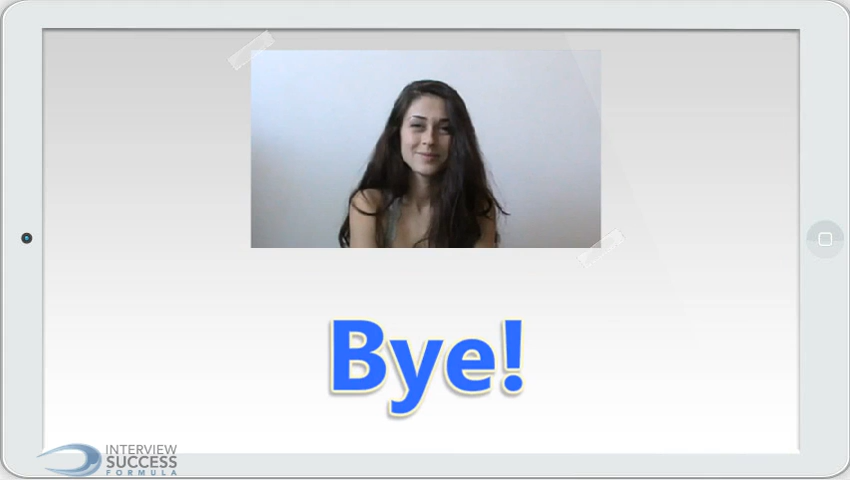 Bye!
INTERVIEW
SUCCESS
FORMULA